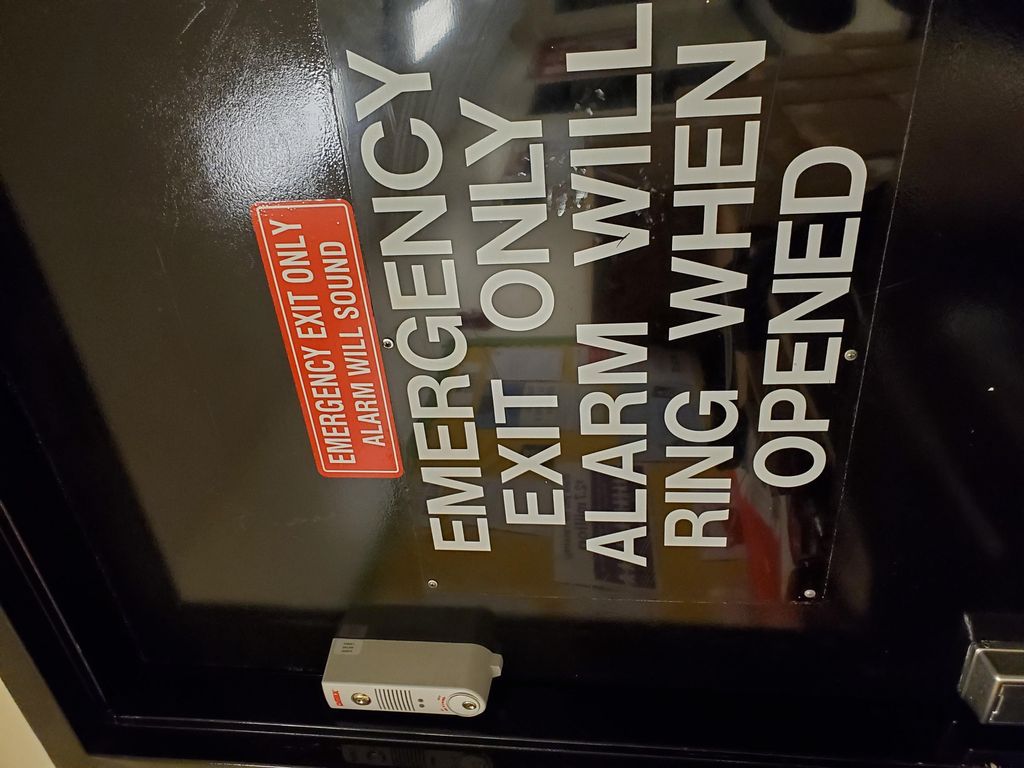 EMERGENCY EXIT ONLY
ALARM WILL SOUND
EMERGENCY
EXIT ONLY
ALARM WILL
RING WHEN
OPENED